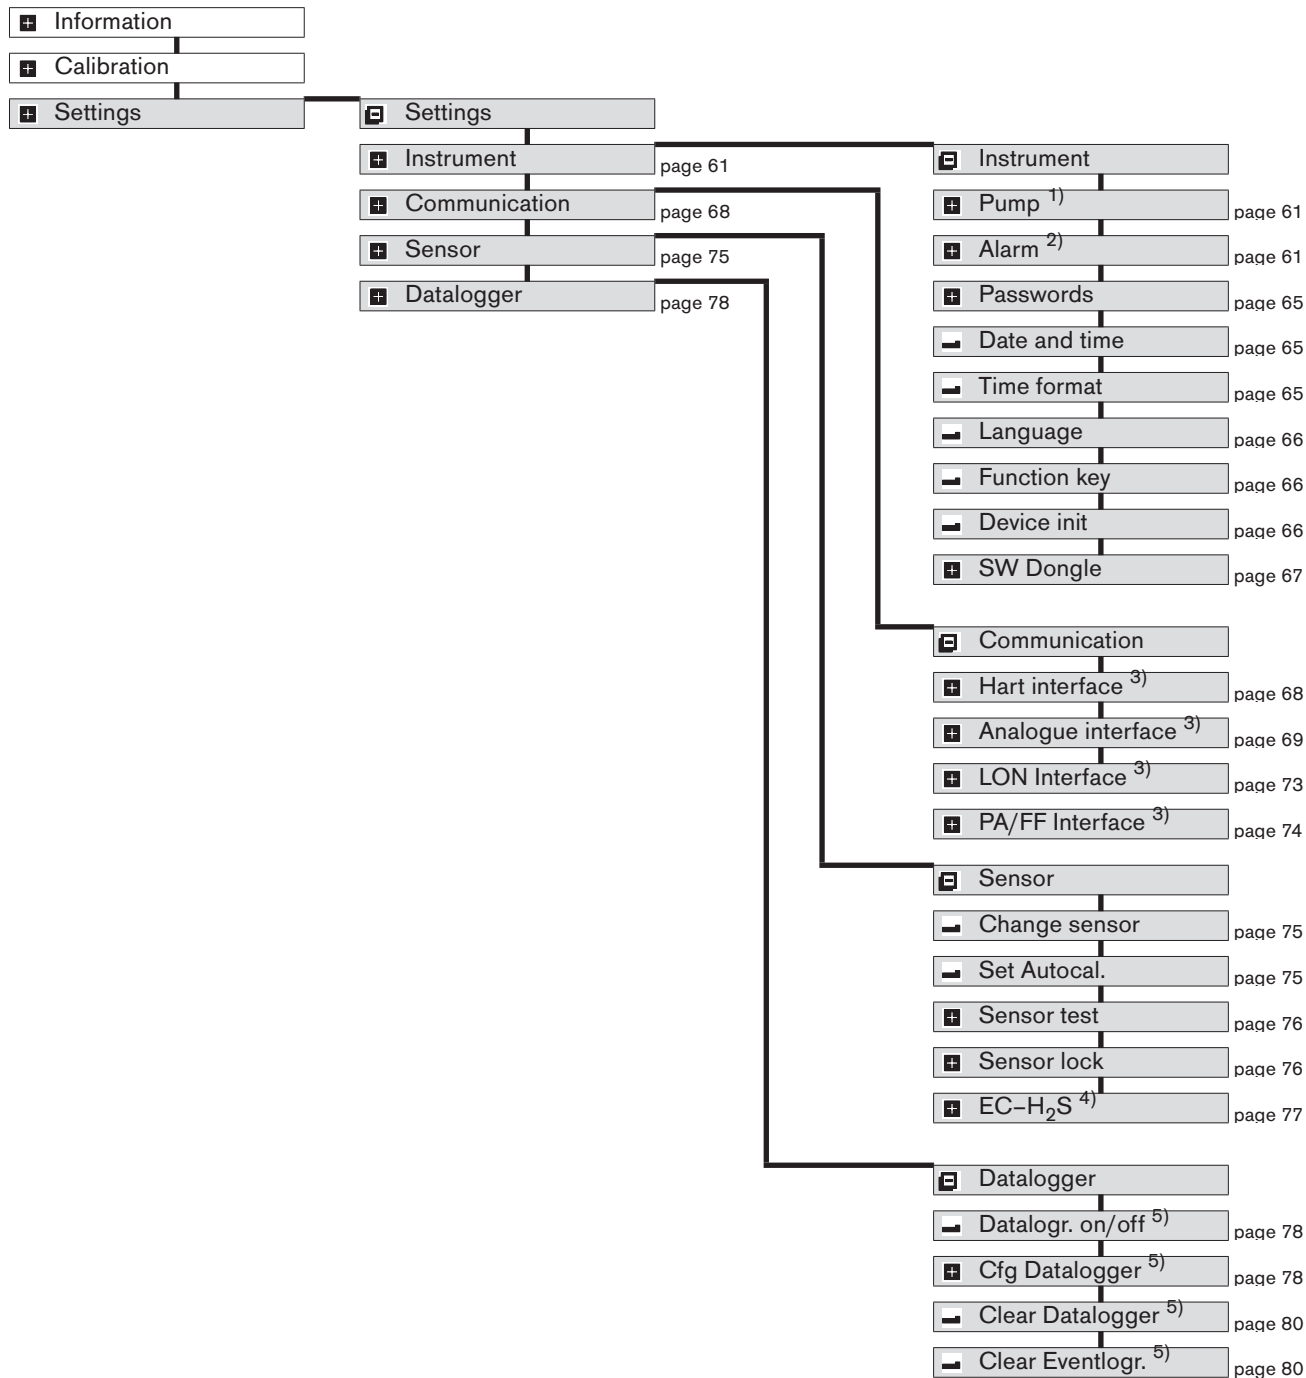 Information
Calibration
Settings
Settings
Instrument
page 61
Communication
page 68
Sensor
page 75
Datalogger
page 78
Instrument
Pump 1)
page 61
Alarm 2)
page 61
Passwords
page 65
Date and time
page 65
Time format
page 65
Language
page 66
Function key
page 66
Device init
page 66
SW Dongle
page 67
Communication
Hart interface 3)
page 68
Analogue interface 3)
page 69
LON Interface 3)
page 73
PA/FF Interface 3)
page 74
Sensor
Change sensor
page 75
Set Autocal.
page 75
Sensor test
page 76
Sensor lock
page 76
EC–H2S 4)
page 77
Datalogger
Datalogr. on/off 5)
page 78
Cfg Datalogger 5)
page 78
Clear Datalogger 5)
page 80
Clear Eventlogr. 5)
page 80